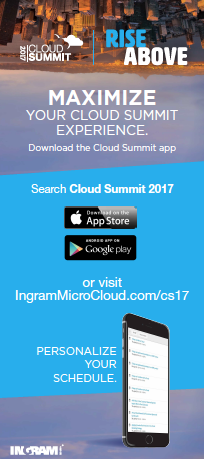 2017
CLOUD
SUMMIT
RISE
ABOVE
MAXIMIZE
YOUR CLOUD SUMMIT
EXPERIENCE.
Download the Cloud Summit app
Search Cloud Summit 2017
Download on the
App Store
ANDROID APP ON
Google play
or visit
IngramMicroCloud.com/cs17
PERSONALIZE
YOUR
SCHEDULE.
INGRAM